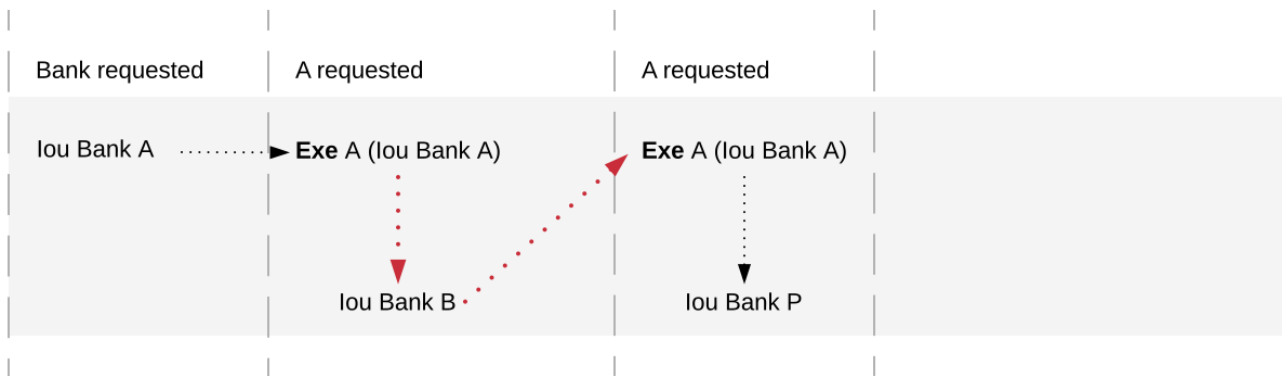 Bank requested
A requested
A requested
Iou Bank A
Exe A (Iou Bank A)
Exe A (Iou Bank A)
Iou Bank B
Iou Bank P